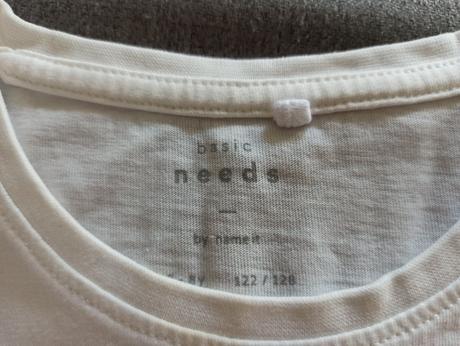 basic
needs
—
by name it
122 / 128